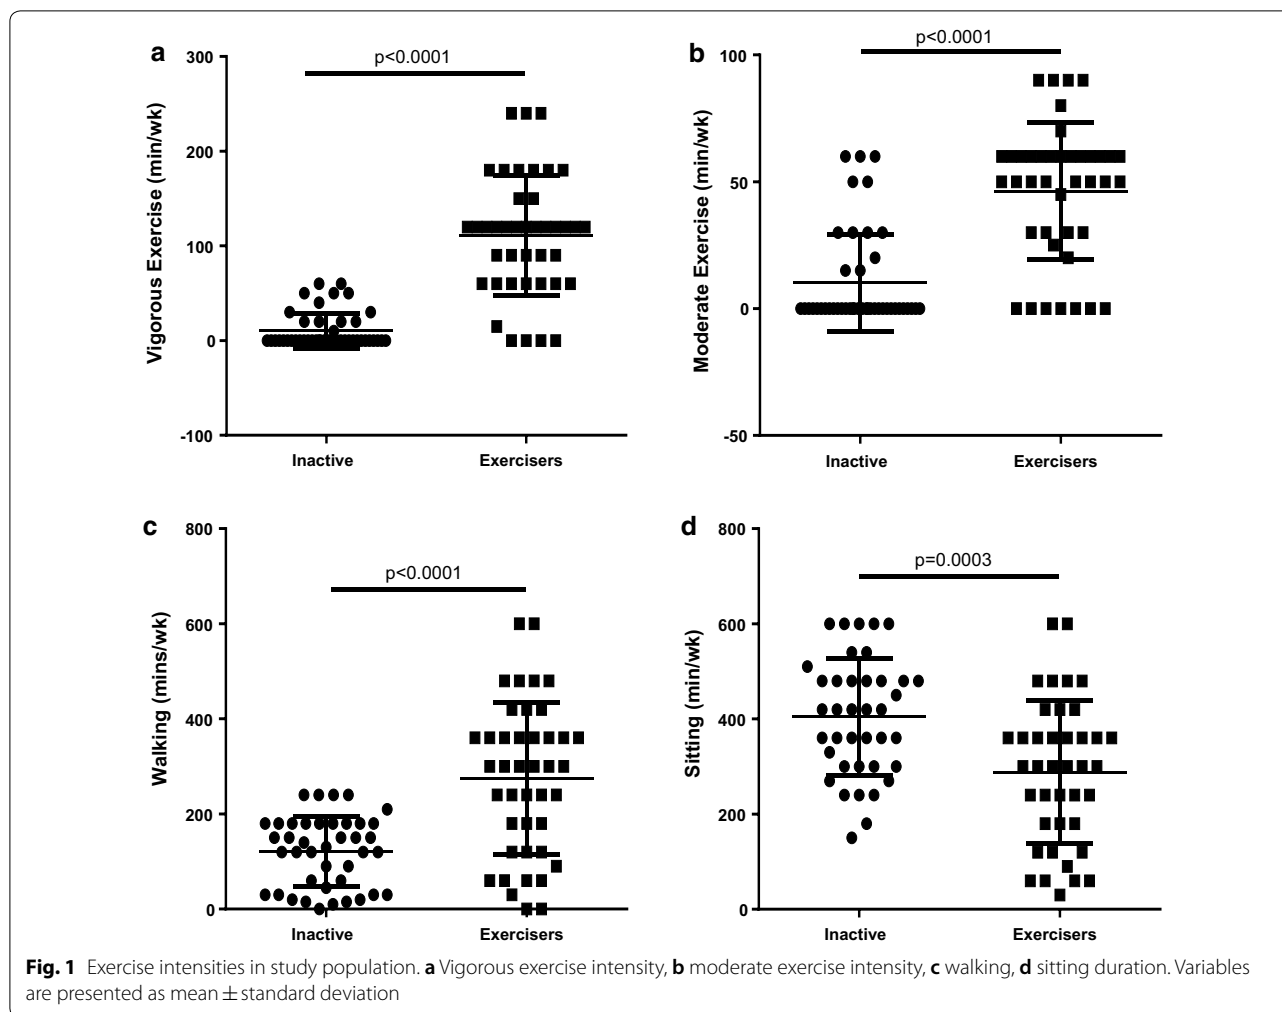 a
p<0.0001
Vigorous Exercise (min/wk)
300
200
100
0
-100
Inactive
Exercisers
b
p<0.0001
Moderate Exercise (min/wk)
100
50
0
-50
Inactive
Exercisers
c
p<0.0001
Walking (mins/wk)
800
600
400
200
0
Inactive
Exercisers
d
p=0.0003
Sitting (min/wk)
800
600
400
200
0
Inactive
Exercisers
Fig. 1 Exercise intensities in study population. a Vigorous exercise intensity, b moderate exercise intensity, c walking, d sitting duration. Variables
are presented as mean ± standard deviation